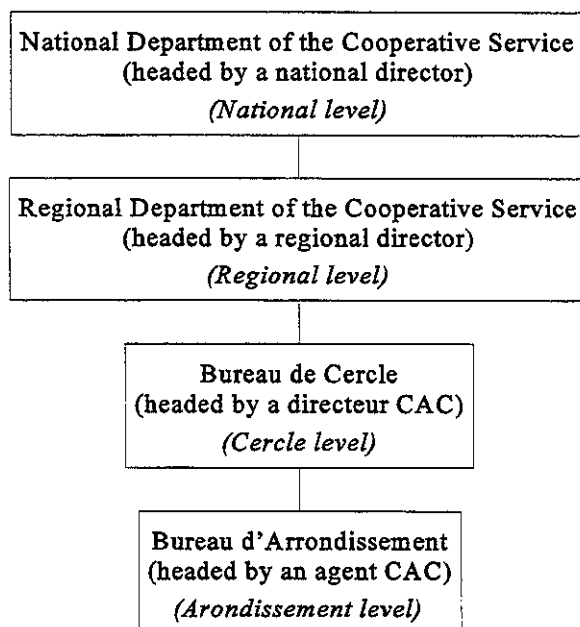 National Department of the Cooperative Service
(headed by a national director)
(National level)
Regional Department of the Cooperative Service
(headed by a regional director)
(Regional level)
Bureau de Cercle
(headed by a directeur CAC)
(Cercle level)
Bureau d'Arrondissement
(headed by an agent CAC)
(Arondissement level)